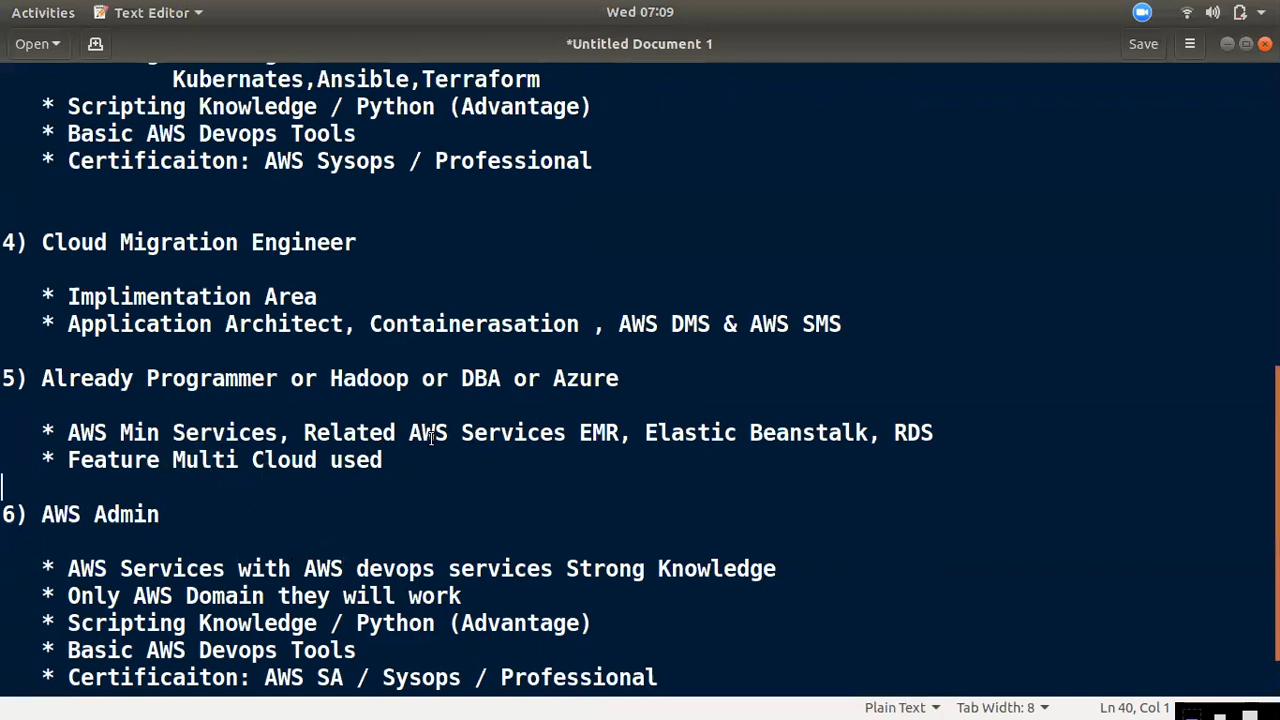 Activities Text Editor Wed 07:09
Open *Untitled Document 1 Save
Kubernates,Ansible,Terraform
* Scripting Knowledge / Python (Advantage)
* Basic AWS Devops Tools
* Certificaiton: AWS Sysops / Professional
4) Cloud Migration Engineer
* Implimentation Area
* Application Architect, Containerasation , AWS DMS & AWS SMS
5) Already Programmer or Hadoop or DBA or Azure
* AWS Min Services, Related AWS Services EMR, Elastic Beanstalk, RDS
* Feature Multi Cloud used
6) AWS Admin
* AWS Services with AWS devops services Strong Knowledge
* Only AWS Domain they will work
* Scripting Knowledge / Python (Advantage)
* Basic AWS Devops Tools
* Certificaiton: AWS SA / Sysops / Professional
Plain Text Tab Width: 8 Ln 40, Col 1